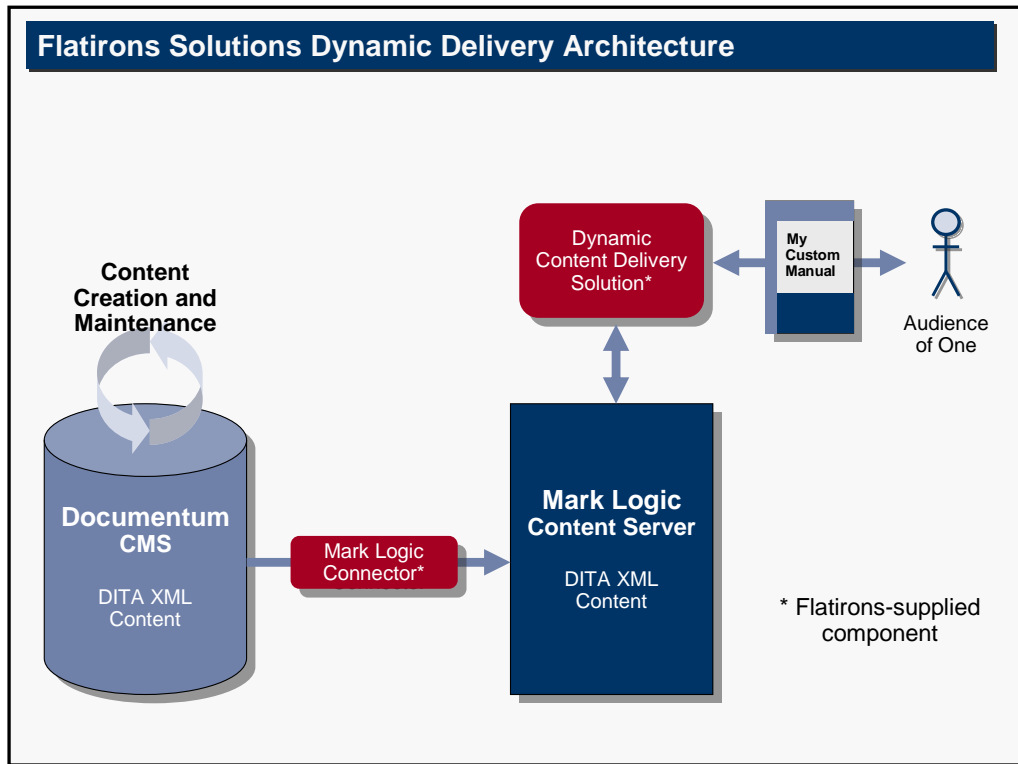 Flatirons Solutions Dynamic Delivery Architecture
Content
Creation and
Maintenance
Documentum
CMS
DITA XML
Content
Mark Logic
Connector*
Mark Logic
Content Server
DITA XML
Content
Dynamic
Content Delivery
Solution*
My
Custom
Manual
Audience
of One
* Flatirons-supplied
component